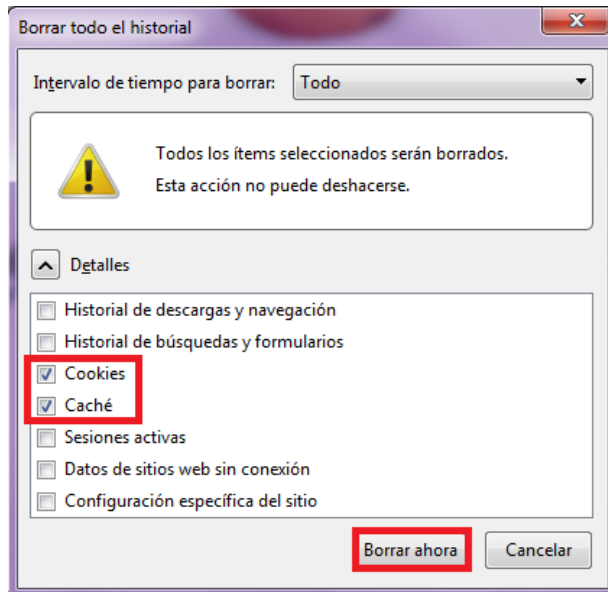 Borrar todo el historial
Intervalo de tiempo para borrar: Todo
Todos los ítems seleccionados serán borrados.
Esta acción no puede deshacerse.
Detalles
Historial de descargas y navegación
Historial de búsquedas y formularios
Cookies
Caché
Sesiones activas
Datos de sitios web sin conexión
Configuración específica del sitio
Borrar ahora Cancelar